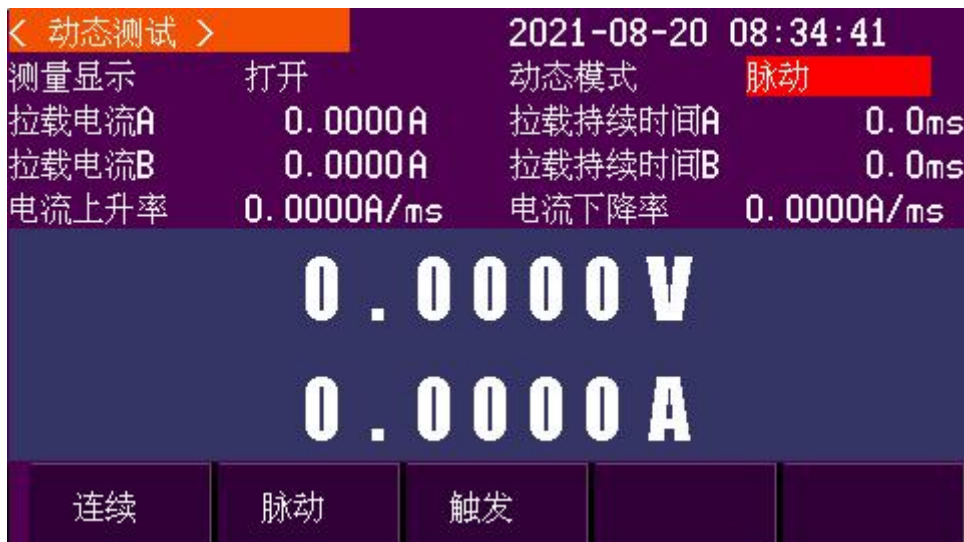 < 动态测试 > 2021-08-20 08:34:41
测量显示 打开 动态模式 脉动
拉载电流A 0.0000A 拉载持续时间A 0.0ms
拉载电流B 0.0000A 拉载持续时间B 0.0ms
电流上升率 0.0000A/ms 电流下降率 0.0000A/ms
0.0000V
0.0000A
连续 脉动 触发